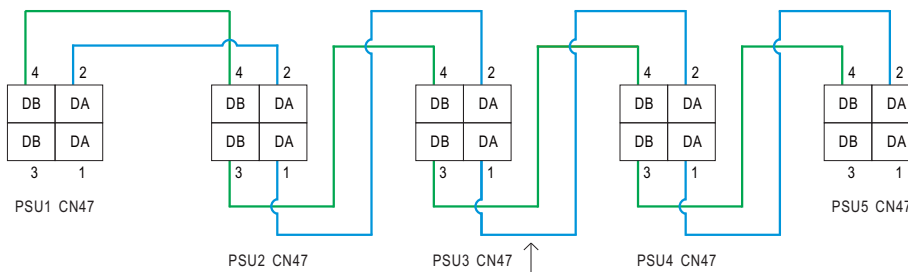 4 2 4 2 4 2 4 2 4 2
DB DA DB DA DB DA DB DA DB DA
DB DA DB DA DB DA DB DA DB DA
3 1 3 1 3 1 3 1 3 1
PSU1 CN47 PSU5 CN47
PSU2 CN47 PSU3 CN47 PSU4 CN47